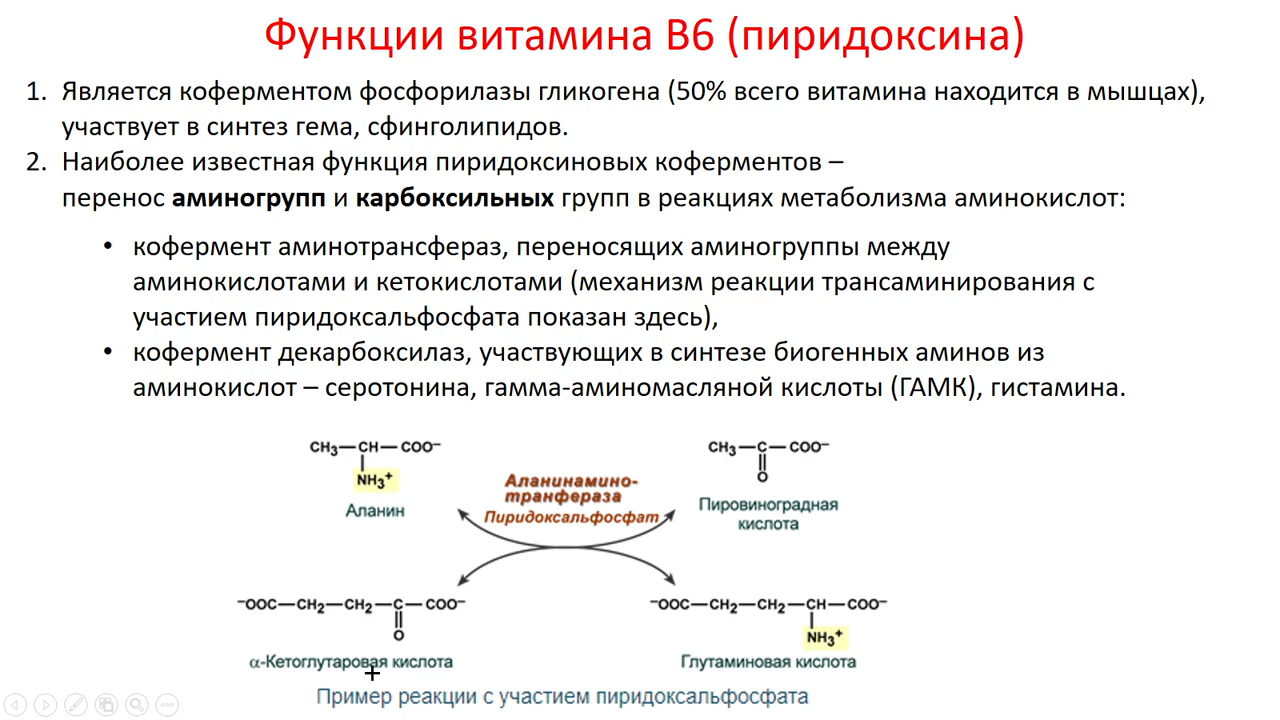 Функции витамина В6 (пиридоксина)
1. Является коферментом фосфорилазы гликогена (50% всего витамина находится в мышцах),
участвует в синтез гема, сфинголипидов.
2. Наиболее известная функция пиридоксиновых коферментов –
перенос аминогрупп и карбоксильных групп в реакциях метаболизма аминокислот:
• кофермент аминотрансфераз, переносящих аминогруппы между
аминокислотами и кетокислотами (механизм реакции трансаминирования с
участием пиридоксальфосфата показан здесь),
• кофермент декарбоксилаз, участвующих в синтезе биогенных аминов из
аминокислот – серотонина, гамма-аминомасляной кислоты (ГАМК), гистамина.
CH3—CH—COO–
NH3+
Аланин
Аланинамино-
транфераза
Пиридоксальфосфат
CH3—C—COO–
O
Пировиноградная
кислота
–OOC—CH2—CH2—C—COO–
O
α-Кетоглутаровая кислота
–OOC—CH2—CH2—CH—COO–
NH3+
Глутаминовая кислота
Пример реакции с участием пиридоксальфосфата